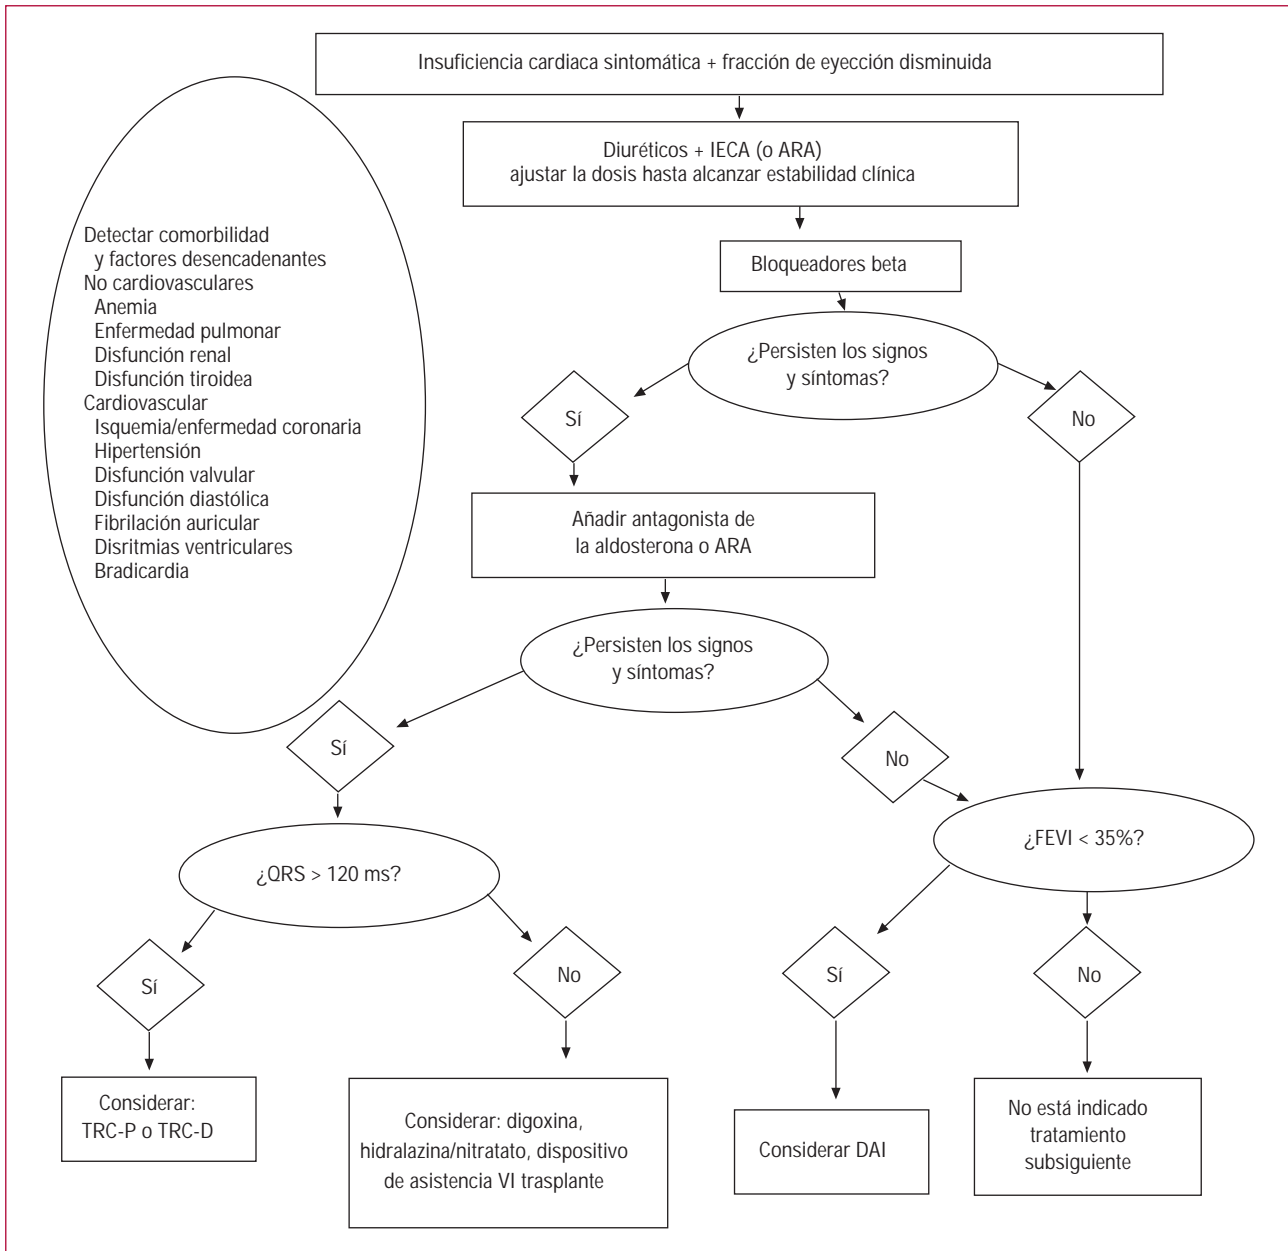 Insuficiencia cardiaca sintomática + fracción de eyección disminuida
Diuréticos + IECA (o ARA)
ajustar la dosis hasta alcanzar estabilidad clínica
Detectar comorbilidad
y factores desencadenantes
No cardiovasculares
Anemia
Enfermedad pulmonar
Disfunción renal
Disfunción tiroidea
Cardiovascular
Isquemia/enfermedad coronaria
Hipertensión
Disfunción valvular
Disfunción diastólica
Fibrilación auricular
Disritmias ventriculares
Bradicardia
Bloqueadores beta
¿Persisten los signos
y síntomas?
Sí
No
Añadir antagonista de
la aldosterona o ARA
¿Persisten los signos
y síntomas?
Sí
No
¿QRS > 120 ms?
¿FEVI < 35%?
Sí
No
Sí
No
Considerar:
TRC-P o TRC-D
Considerar: digoxina,
hidralazina/nitratato, dispositivo
de asistencia VI trasplante
Considerar DAI
No está indicado
tratamiento
subsiguiente